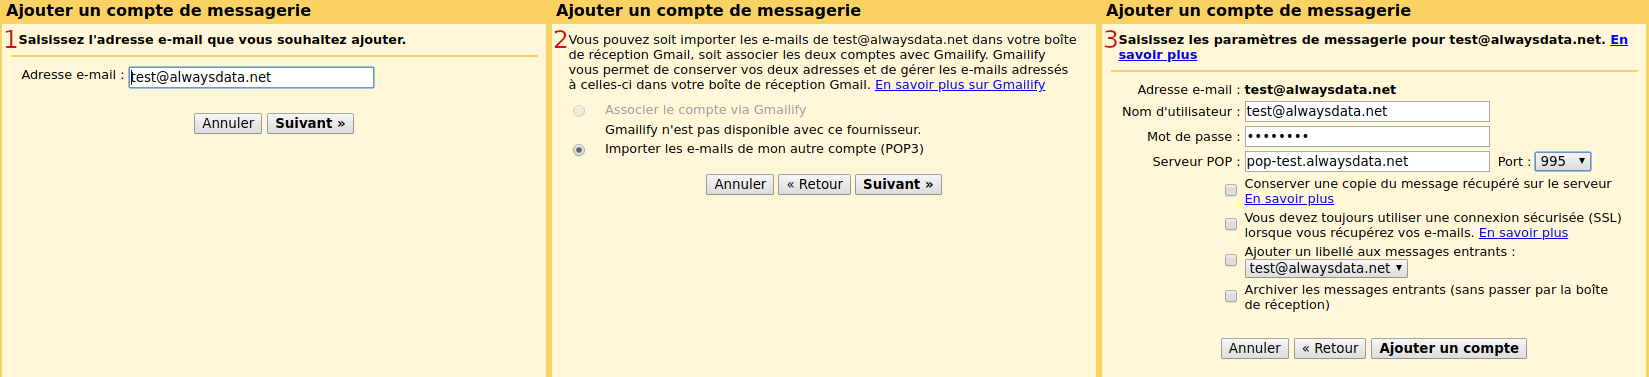 Ajouter un compte de messagerie
1 Saisissez l'adresse e-mail que vous souhaitez ajouter.
Adresse e-mail : test@alwaysdata.net
Annuler Suivant »
Ajouter un compte de messagerie
2 Vous pouvez soit importer les e-mails de test@alwaysdata.net dans votre boîte
de réception Gmail, soit associer les deux comptes avec Gmailify. Gmailify
vous permet de conserver vos deux adresses et de gérer les e-mails adressés
à celles-ci dans votre boîte de réception Gmail. En savoir plus sur Gmailify
Associer le compte via Gmailify
Gmailify n'est pas disponible avec ce fournisseur.
Importer les e-mails de mon autre compte (POP3)
Annuler « Retour Suivant »
Ajouter un compte de messagerie
3 Saisissez les paramètres de messagerie pour test@alwaysdata.net. En
savoir plus
Adresse e-mail : test@alwaysdata.net
Nom d'utilisateur : test@alwaysdata.net
Mot de passe : ••••••••
Serveur POP : pop-test.alwaysdata.net Port : 995
Conserver une copie du message récupéré sur le serveur
En savoir plus
Vous devez toujours utiliser une connexion sécurisée (SSL)
lorsque vous récupérez vos e-mails. En savoir plus
Ajouter un libellé aux messages entrants :
test@alwaysdata.net
Archiver les messages entrants (sans passer par la boîte
de réception)
Annuler « Retour Ajouter un compte